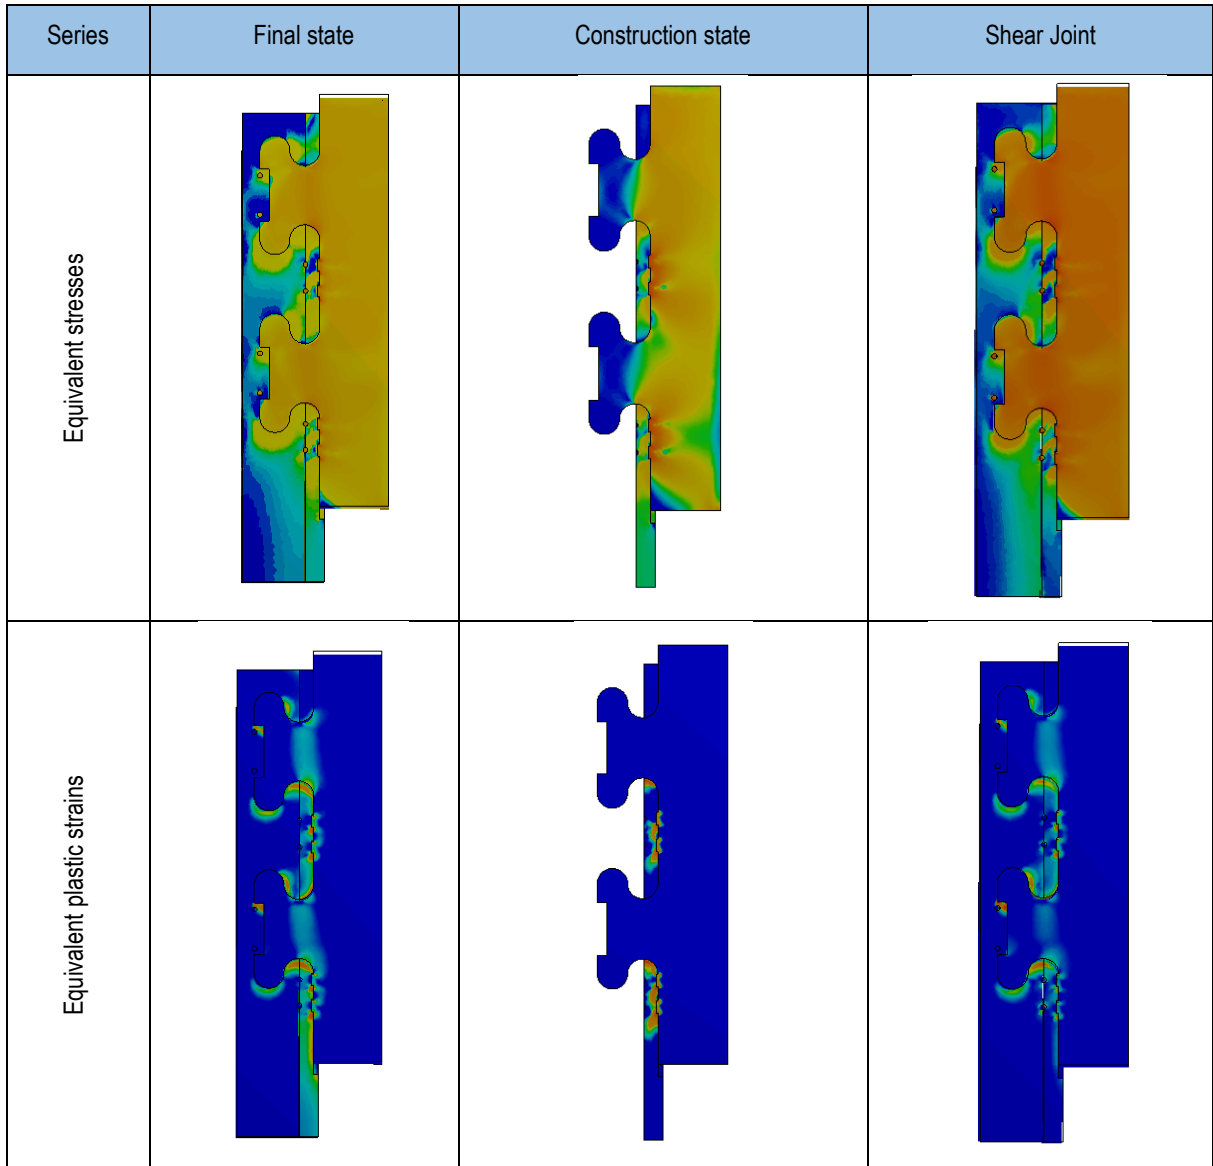 Series
Final state
Construction state
Shear Joint
Equivalent stresses
Equivalent plastic strains